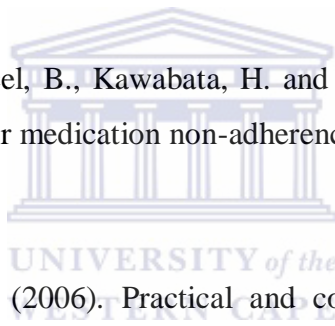 el, B., Kawabata, H. and
r medication non-adherenc
UNIVERSITY of the
(2006). Practical and co
WESTERN CAPE